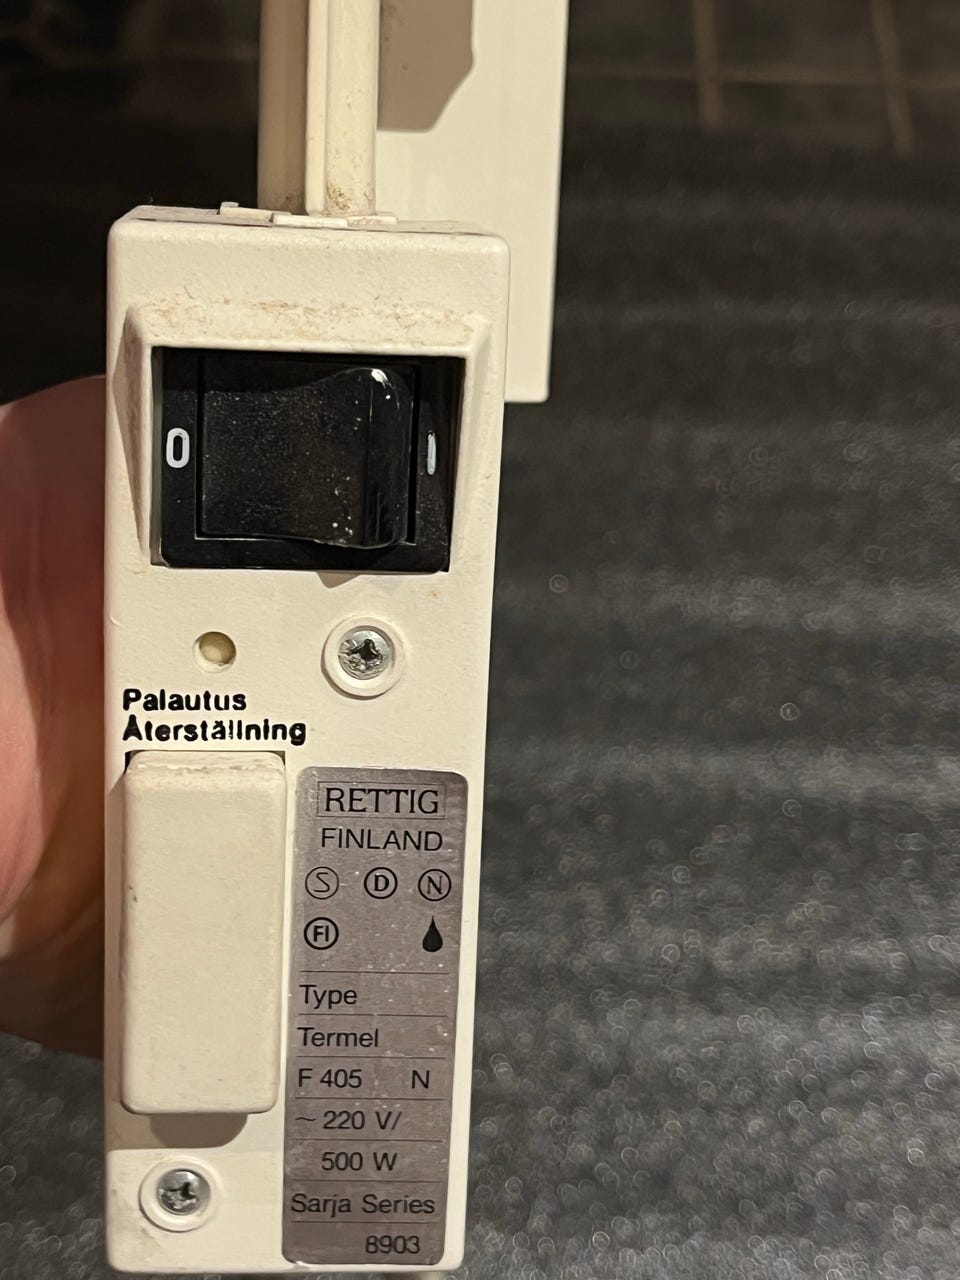 0 I
Palautus
Återställning
RETTIG
FINLAND
S D N
FI
Type
Termel
F 405 N
~ 220 V/
500 W
Sarja Series
8903